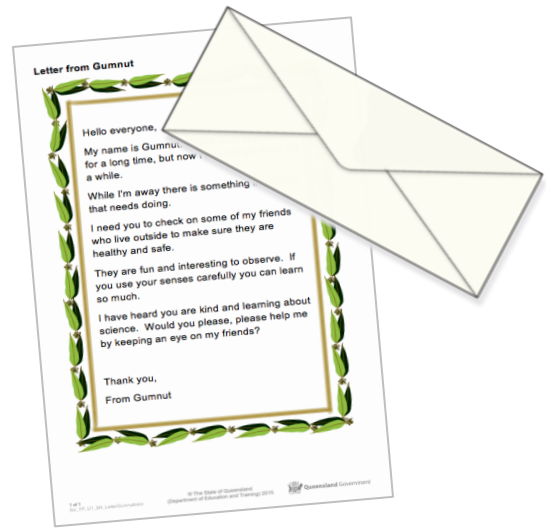 Letter from Gumnut
Hello everyone,
My name is Gumnut.
for a long time, but now
a while.
While I'm away there is something
that needs doing.
I need you to check on some of my friends
who live outside to make sure they are
healthy and safe.
They are fun and interesting to observe. If
you use your senses carefully you can learn
so much.
I have heard you are kind and learning about
science. Would you please, please help me
by keeping an eye on my friends?
Thank you,
From Gumnut
1 of 1
© The State of Queensland
(Department of Education and Training) 2015
Queensland Government